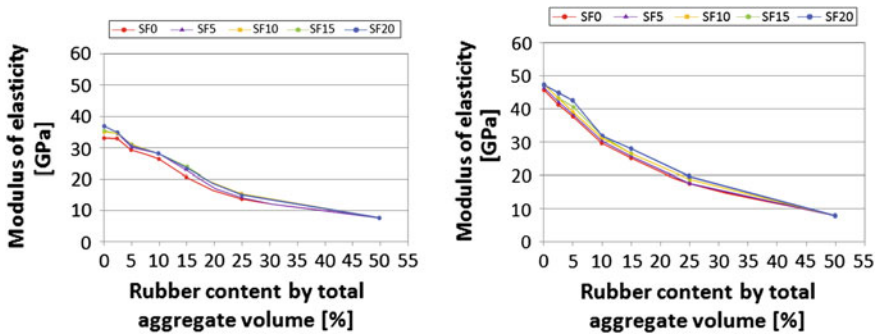 SF0 SF5 SF10 SF15 SF20
60
50
40
30
20
10
0
Modulus of elasticity
[GPa]
0 5 10 15 20 25 30 35 40 45 50 55
Rubber content by total
aggregate volume [%]
SF0 SF5 SF10 SF15 SF20
60
50
40
30
20
10
0
Modulus of elasticity
[GPa]
0 5 10 15 20 25 30 35 40 45 50 55
Rubber content by total
aggregate volume [%]